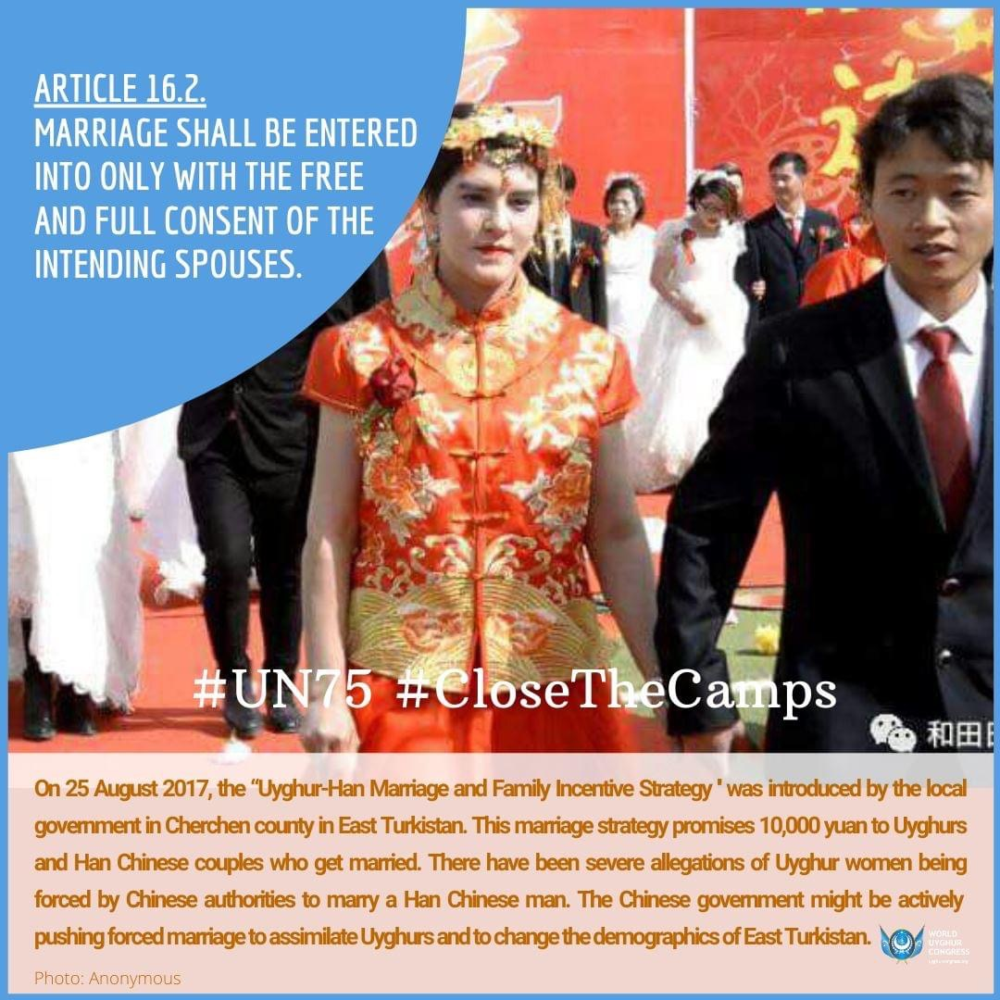 ARTICLE 16.2.
MARRIAGE SHALL BE ENTERED
INTO ONLY WITH THE FREE
AND FULL CONSENT OF THE
INTENDING SPOUSES.
#UN75 #CloseTheCamps
和田日
On 25 August 2017, the “Uyghur-Han Marriage and Family Incentive Strategy " was introduced by the local
government in Cherchen county in East Turkistan. This marriage strategy promises 10,000 yuan to Uyghurs
and Han Chinese couples who get married. There have been severe allegations of Uyghur women being
forced by Chinese authorities to marry a Han Chinese man. The Chinese government might be actively
pushing forced marriage to assimilate Uyghurs and to change the demographics of East Turkistan.
WORLD
UYGHUR
CONGRESS
Photo: Anonymous